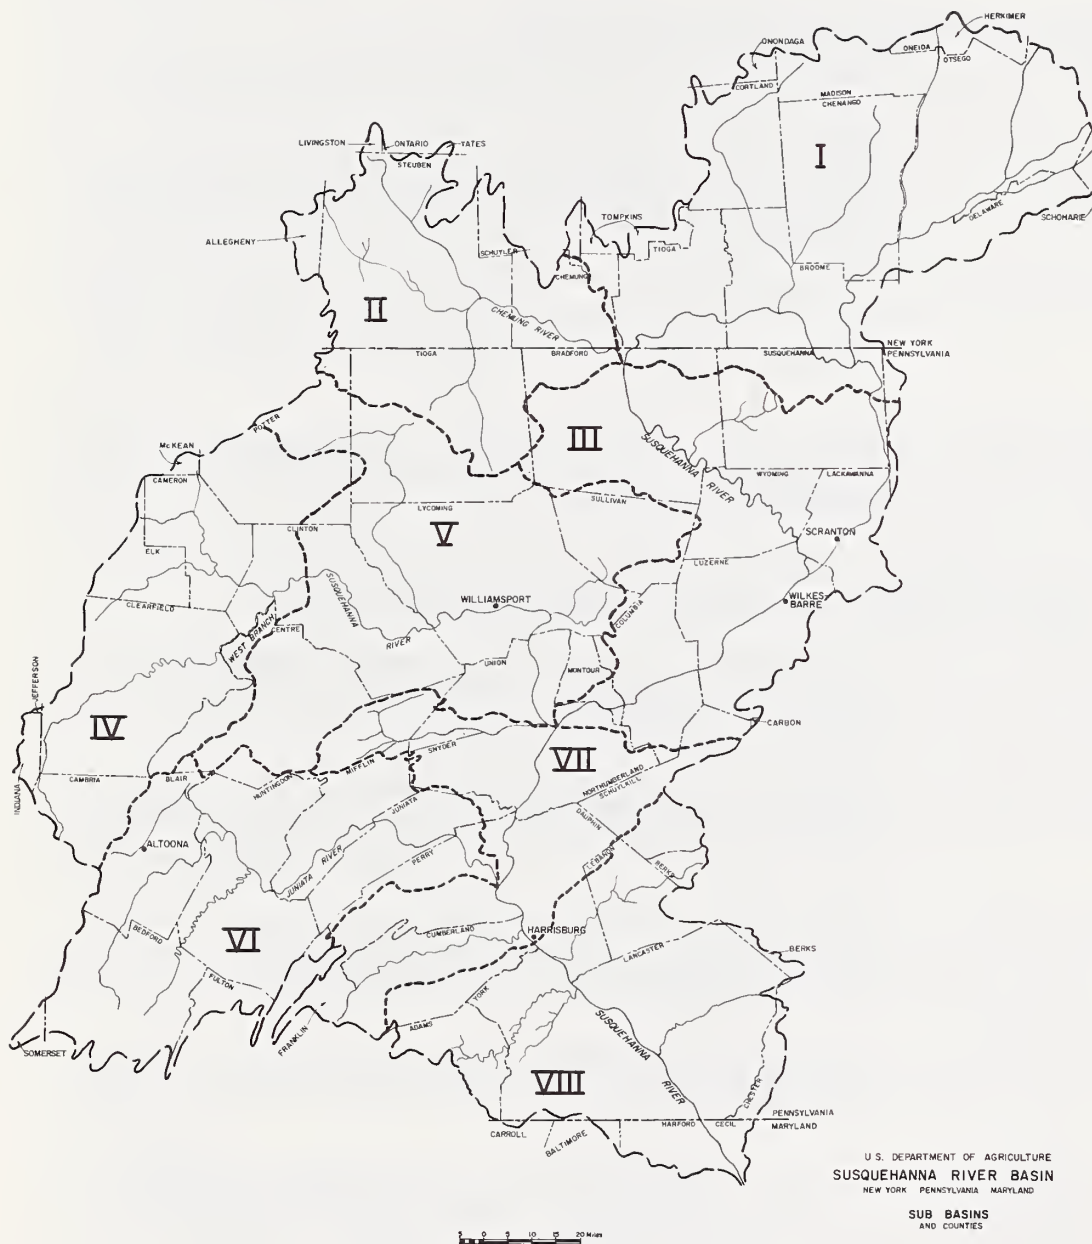 HERKIMER
ONONDAGA
ONEIDA
OTSEGO
CORTLAND
MADISON
CHENANGO
LIVINGSTON
ONTARIO
YATES
STEUBEN
I
DELAWARE
SCHOHARIE
TOMPKINS
ALLEGHENY
SCHUYLER
TIOGA
CHEMUNG
BROOME
II
CHEMUNG RIVER
NEW YORK
PENNSYLVANIA
TIOGA
BRADFORD
SUSQUEHANNA
POTTER
III
SUSQUEHANNA RIVER
McKEAN
CAMERON
WYOMING
LACKAWANNA
SULLIVAN
LYCOMING
V
CLINTON
SCRANTON
ELK
LUZERNE
SUSQUEHANNA RIVER
CLEARFIELD
WILLIAMSPORT
WILKES-
BARRE
COLUMBIA
WEST BRANCH
CENTRE
UNION
MONTOUR
JEFFERSON
IV
CARBON
SNYDER
VII
MIFFLIN
CAMBRIA
BLAIR
HUNTINGDON
NORTHUMBERLAND
SCHUYLKILL
INDIANA
JUNIATA
DAUPHIN
ALTOONA
JUNIATA RIVER
PERRY
LEBANON
BERKS
BEDFORD
VI
CUMBERLAND
HARRISBURG
LANCASTER
BERKS
FULTON
YORK
FRANKLIN
ADAMS
SUSQUEHANNA RIVER
SOMERSET
VIII
CHESTER
PENNSYLVANIA
MARYLAND
CARROLL
BALTIMORE
HARFORD
CECIL
U.S. DEPARTMENT OF AGRICULTURE
SUSQUEHANNA RIVER BASIN
NEW YORK PENNSYLVANIA MARYLAND
SUB BASINS
AND COUNTIES
5 0 5 10 15 20 Miles